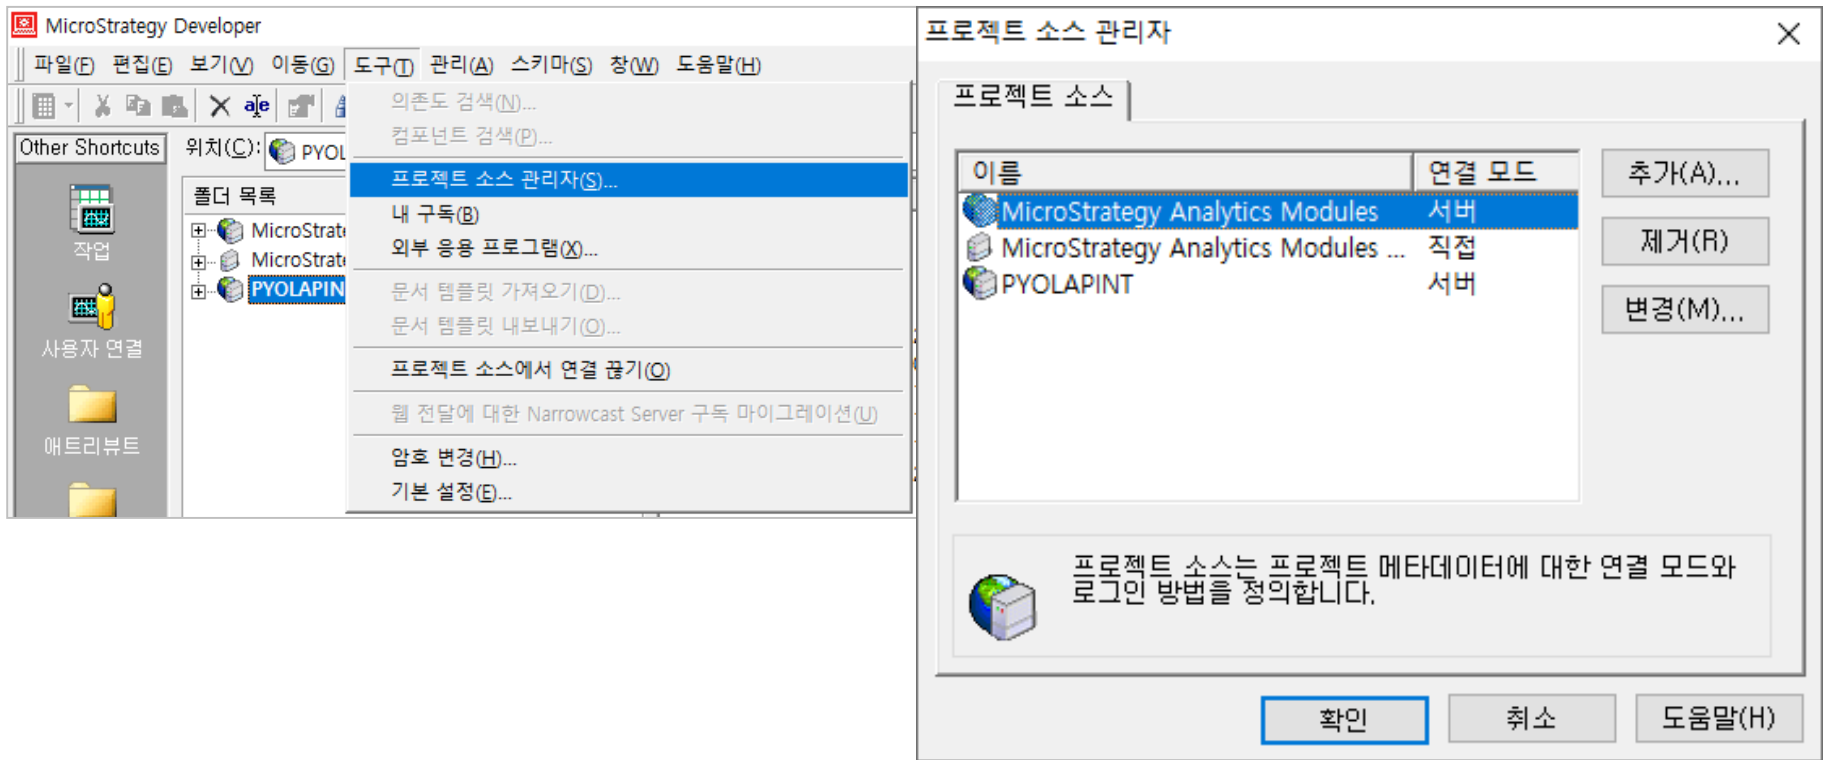 MicroStrategy Developer
파일(F) 편집(E) 보기(V) 이동(G) 도구(T) 관리(A) 스키마(S) 창(W) 도움말(H)
Other Shortcuts
작업
사용자 연결
애트리뷰트
위치(C):
PYOL
폴더 목록
MicroStrate
MicroStrate
PYOLAPIN
의존도 검색(N)...
컴포넌트 검색(P)...
프로젝트 소스 관리자(S)...
내 구독(B)
외부 응용 프로그램(X)...
문서 템플릿 가져오기(D)...
문서 템플릿 내보내기(O)...
프로젝트 소스에서 연결 끊기(O)
웹 전달에 대한 Narrowcast Server 구독 마이그레이션(U)
암호 변경(H)...
기본 설정(E)...
프로젝트 소스 관리자
프로젝트 소스
이름 연결 모드
MicroStrategy Analytics Modules 서버
MicroStrategy Analytics Modules ... 직접
PYOLAPINT 서버
추가(A)...
제거(R)
변경(M)...
프로젝트 소스는 프로젝트 메타데이터에 대한 연결 모드와
로그인 방법을 정의합니다.
확인 취소 도움말(H)